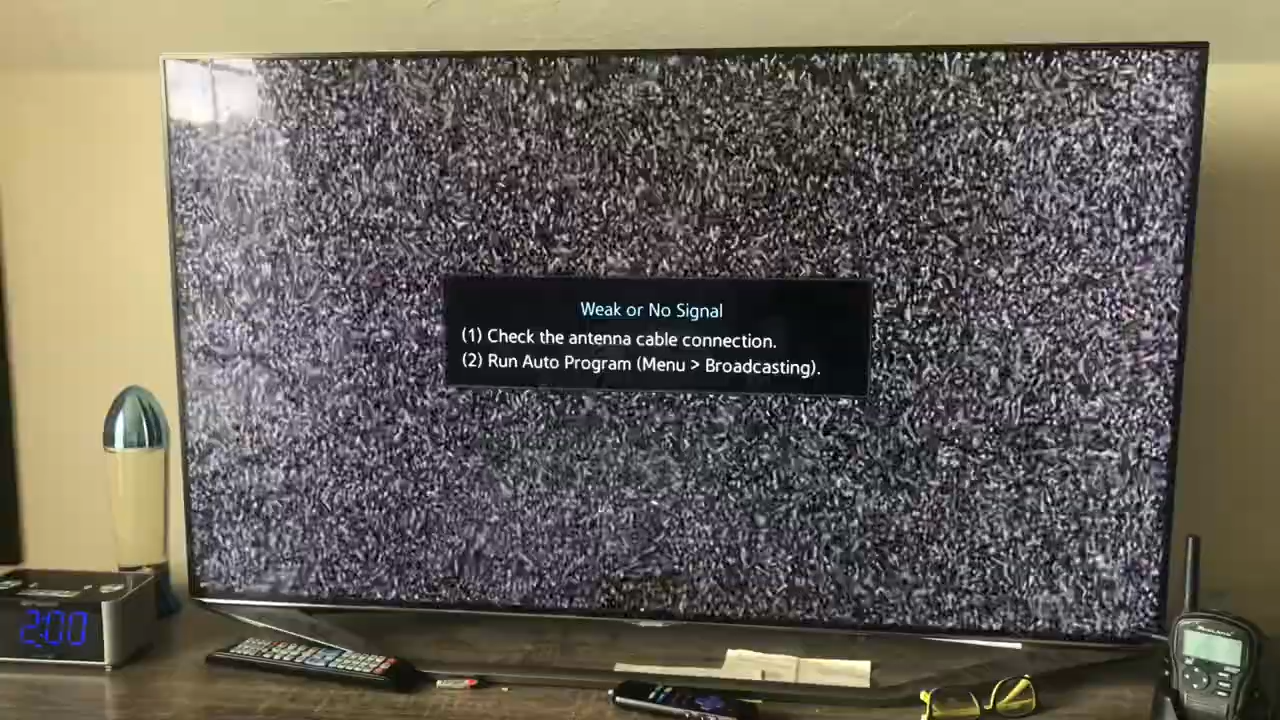 Weak or No Signal
(1) Check the antenna cable connection.
(2) Run Auto Program (Menu > Broadcasting).
2:00